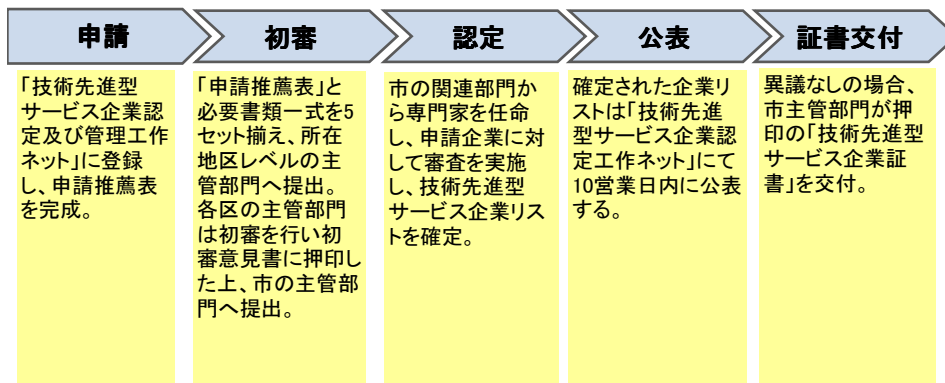 申請
初審
認定
公表
証書交付
「技術先進型
サービス企業認
定及び管理工作
ネット」に登録
し、申請推薦表
を完成。
「申請推薦表」と
必要書類一式を5
セット揃え、所在
地区レベルの主
管部門へ提出。
各区の主管部門
は初審を行い初
審意見書に押印し
た上、市の主管部
門へ提出。
市の関連部門か
ら専門家を任命
し、申請企業に対
して審査を実施
し、技術先進型
サービス企業リス
トを確定。
確定された企業リ
ストは「技術先進
型サービス企業認
定工作ネット」にて
10営業日内に公表
する。
異議なしの場合、
市主管部門が押
印の「技術先進型
サービス企業証
書」を交付。